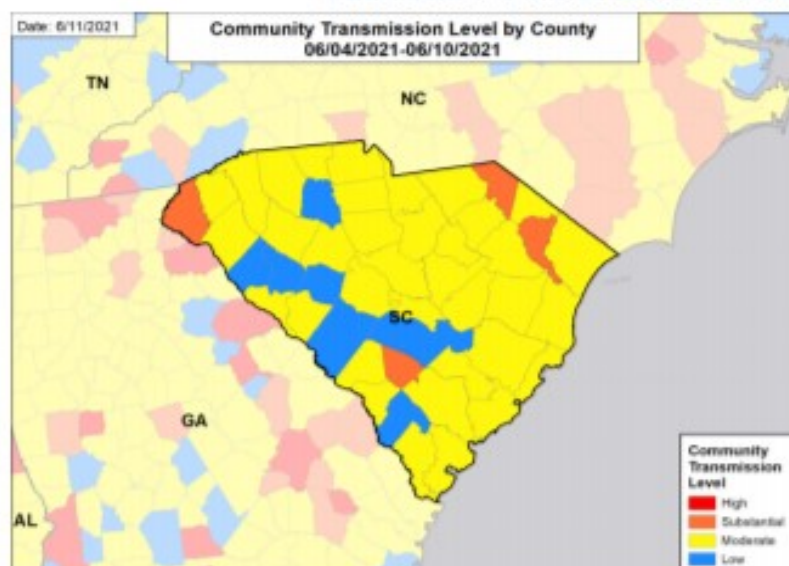 Date: 6/11/2021
Community Transmission Level by County
06/04/2021-06/10/2021
TN
NC
SC
GA
AL
Community
Transmission
Level
High
Substantial
Moderate
Low